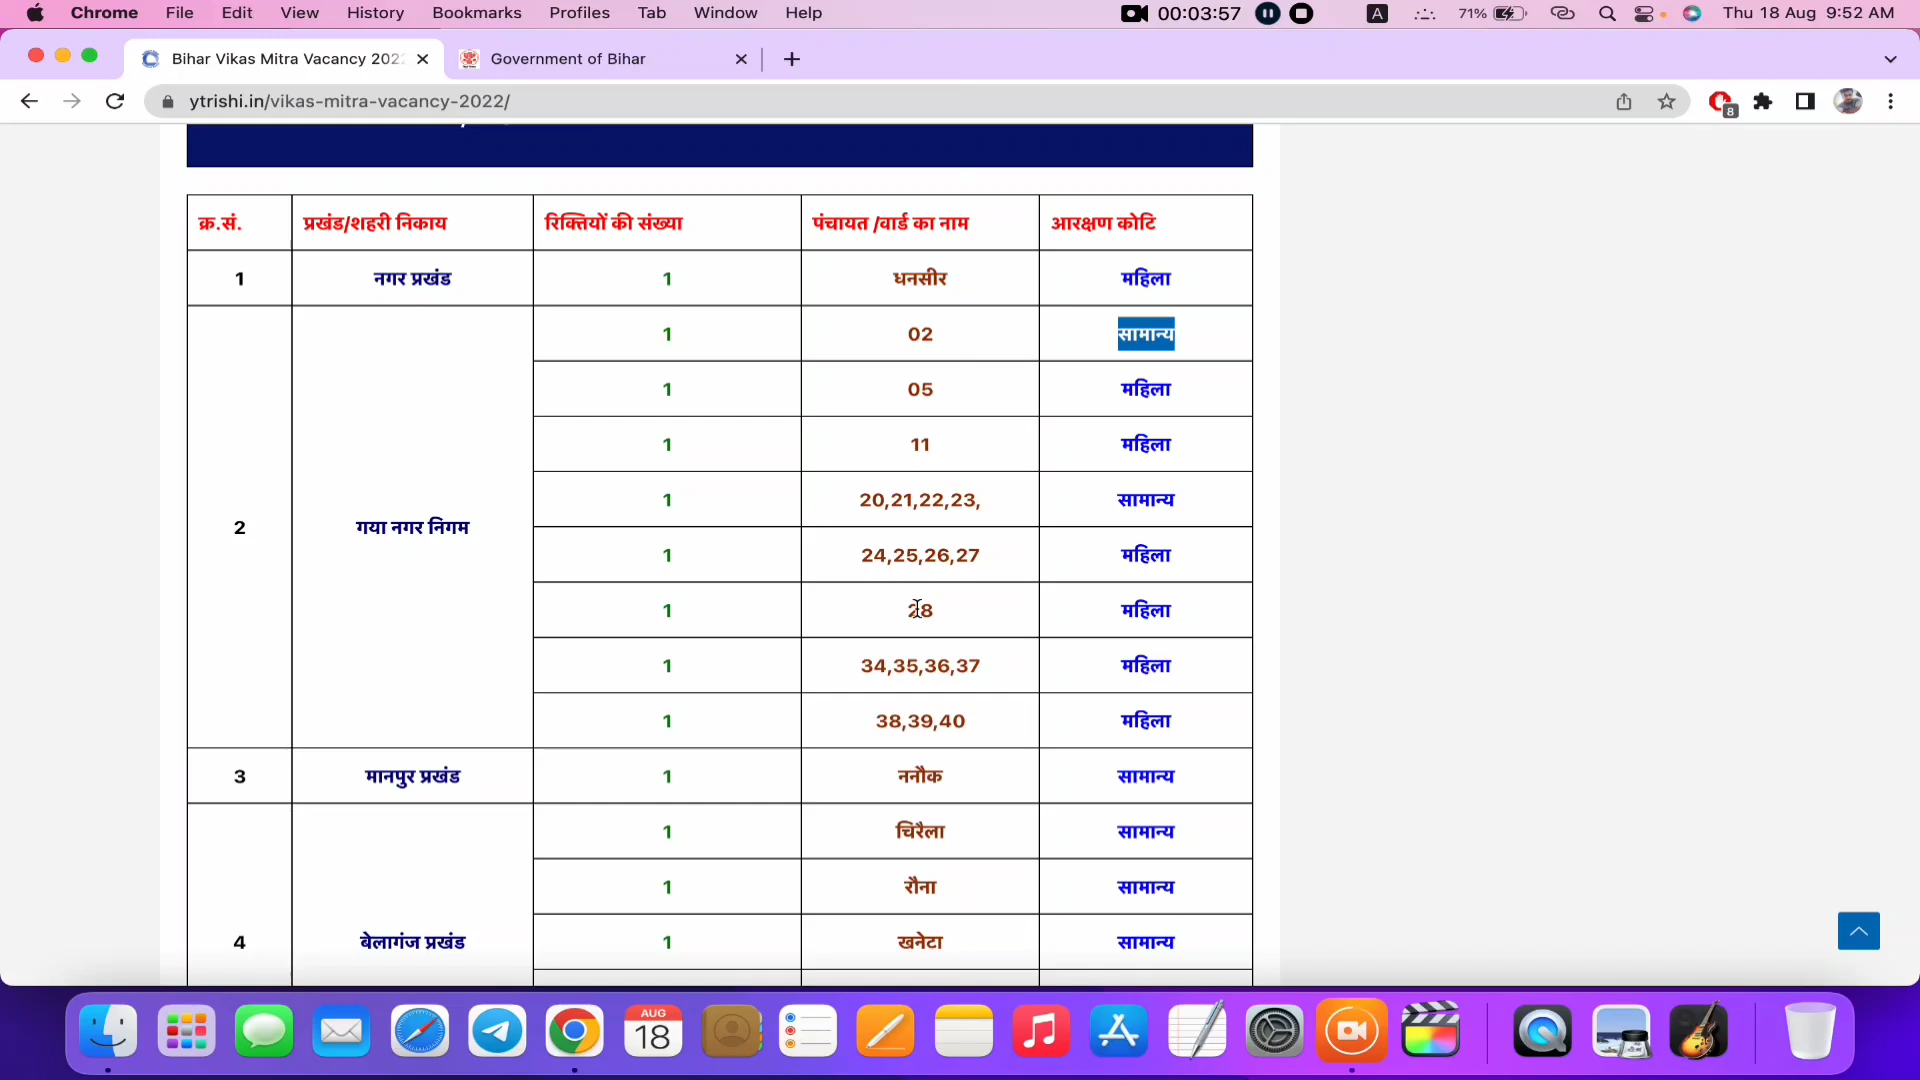 Chrome File Edit View History Bookmarks Profiles Tab Window Help 00:03:57 A 71% Thu 18 Aug 9:52 AM
Bihar Vikas Mitra Vacancy 202 Government of Bihar
ytrishi.in/vikas-mitra-vacancy-2022/ 8
क्र.सं. प्रखंड/शहरी निकाय रिक्तियों की संख्या पंचायत /वार्ड का नाम आरक्षण कोटि
1 नगर प्रखंड 1 धनसीर महिला
1 02 सामान्य
1 05 महिला
1 11 महिला
1 20,21,22,23, सामान्य
2 गया नगर निगम
1 24,25,26,27 महिला
1 28 महिला
1 34,35,36,37 महिला
1 38,39,40 महिला
3 मानपुर प्रखंड 1 ननौक सामान्य
1 चिरैला सामान्य
1 रौना सामान्य
4 बेलागंज प्रखंड 1 खनेटा सामान्य
AUG
18